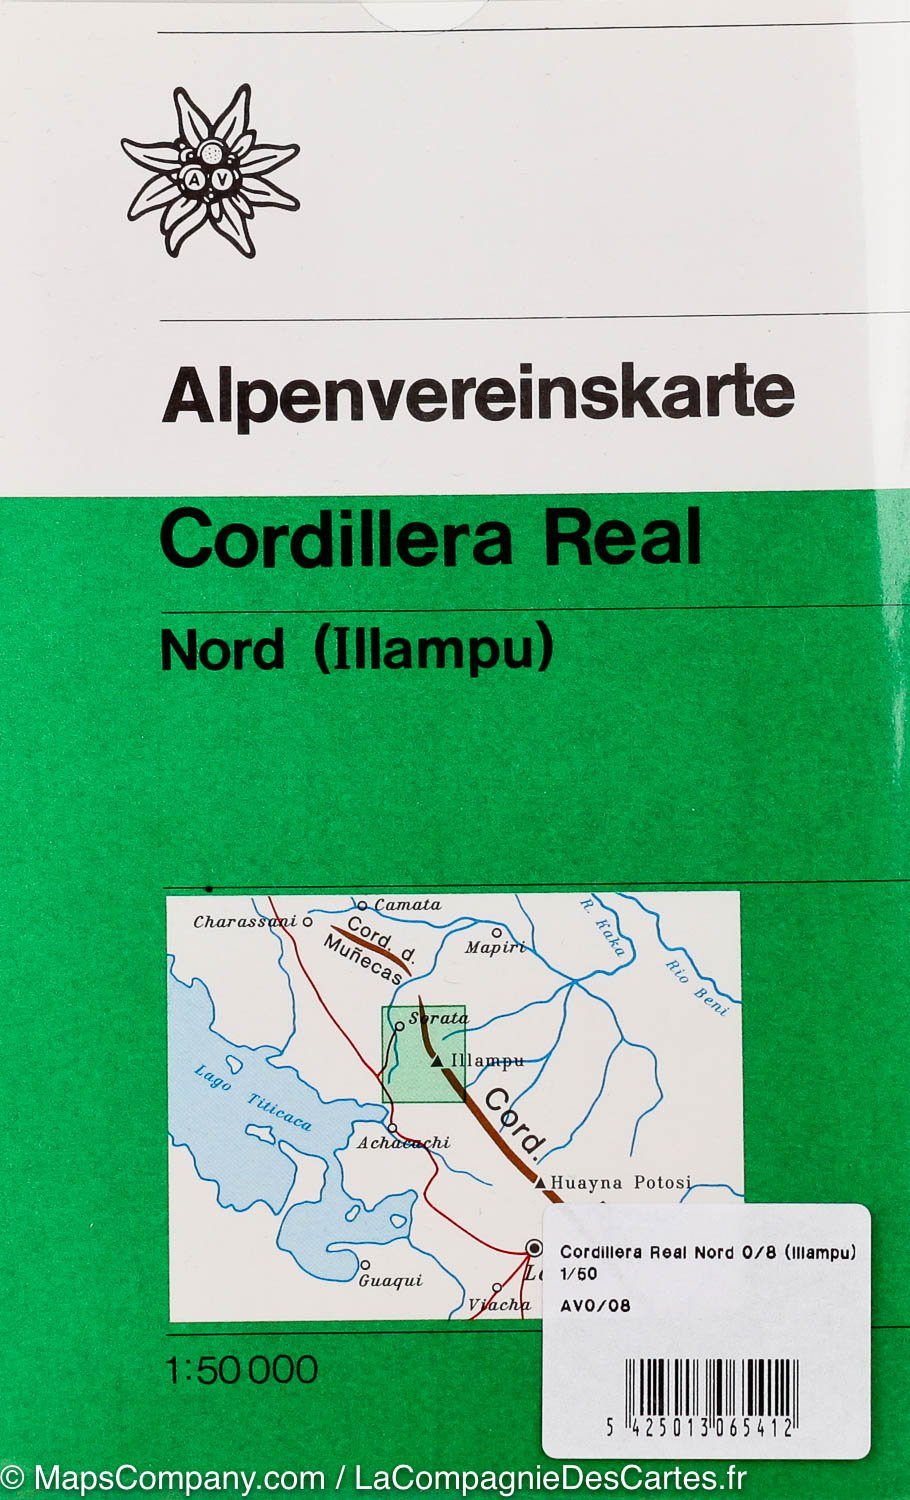 A V
Alpenvereinskarte
Cordillera Real
Nord (Illampu)
Camata
Charassani
Cord. d.
Muñecas
Mapiri
R. Kaka
Rio Beni
Sorata
Illampu
Lago Titicaca
Cord.
Achacachi
Huayna Potosi
Guaqui
Viacha
1:50 000
Cordillera Real Nord 0/8 (Illampu)
1/50
AV0/08
5 425013 065412
© MapsCompany.com / LaCompagnieDesCartes.fr